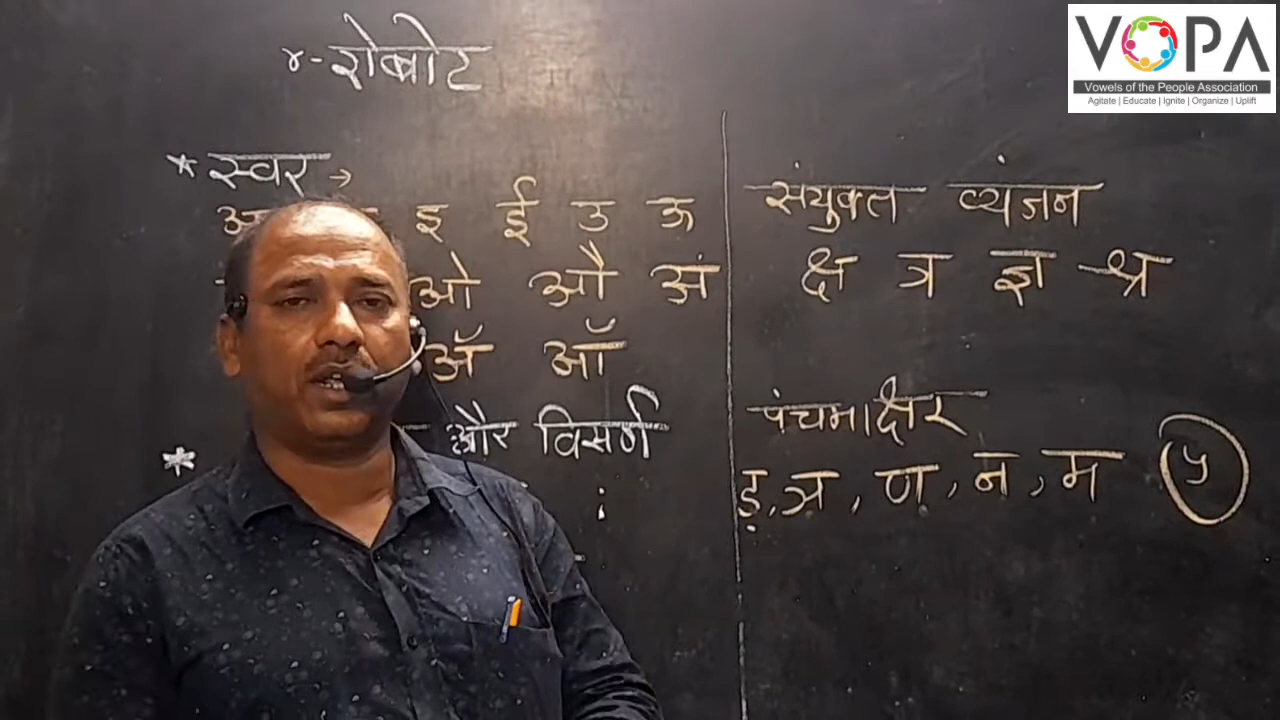 ४- रोबोट
* स्वर →
अ इ ई उ ऊ
ओ औ अं
अॅ ऑ
* और विसर्ग
:
संयुक्त व्यंजन
क्ष त्र ज्ञ श्र
पंचमाक्षर
ड़, त्र, ण, न, म ५
VOPA
Vowels of the People Association
Agitate | Educate | Ignite | Organize | Uplift